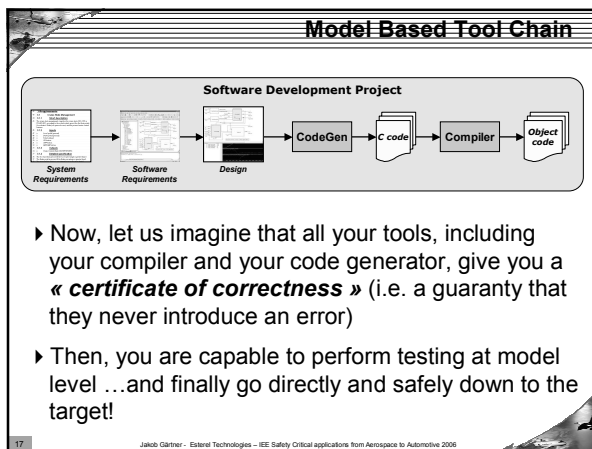 Model Based Tool Chain
Software Development Project
CodeGen
C code
Compiler
Object
code
System
Requirements
Software
Requirements
Design
Now, let us imagine that all your tools, including
your compiler and your code generator, give you a
« certificate of correctness » (i.e. a guaranty that
they never introduce an error)
Then, you are capable to perform testing at model
level …and finally go directly and safely down to the
target!
17
Jakob Gärtner - Esterel Technologies – IEE Safety Critical applications from Aerospace to Automotive 2006